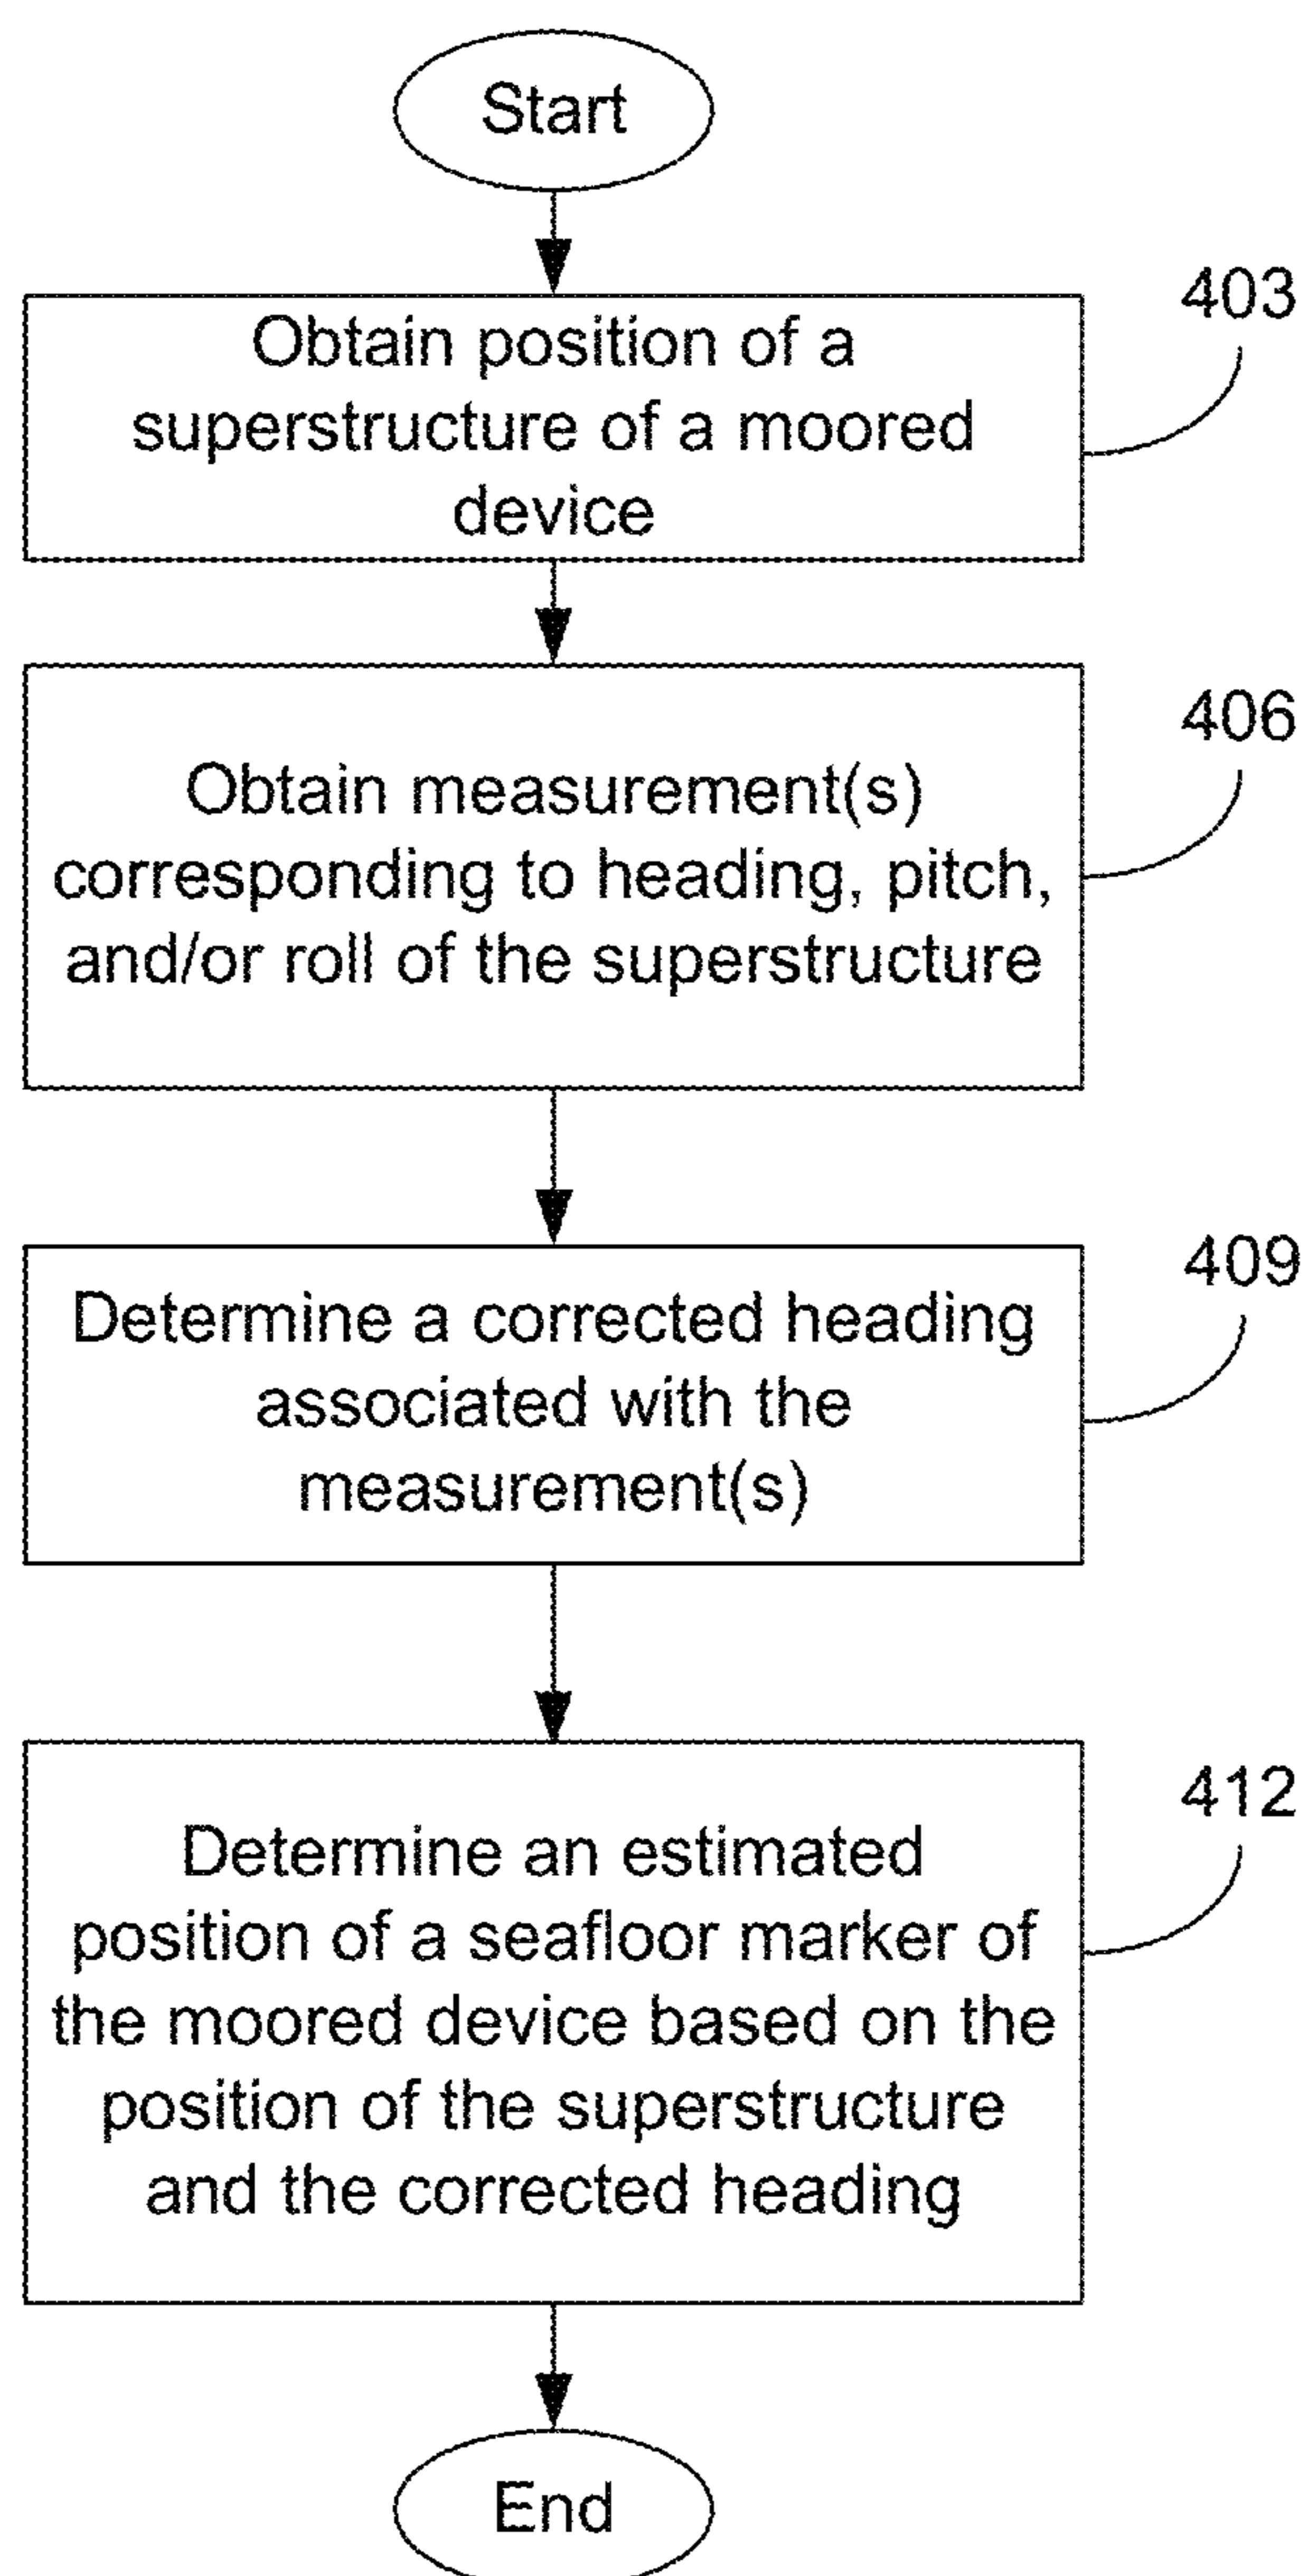 Start
403
Obtain position of a
superstructure of a moored
device
406
Obtain measurement(s)
corresponding to heading, pitch,
and/or roll of the superstructure
409
Determine a corrected heading
associated with the
measurement(s)
412
Determine an estimated
position of a seafloor marker of
the moored device based on the
position of the superstructure
and the corrected heading
End